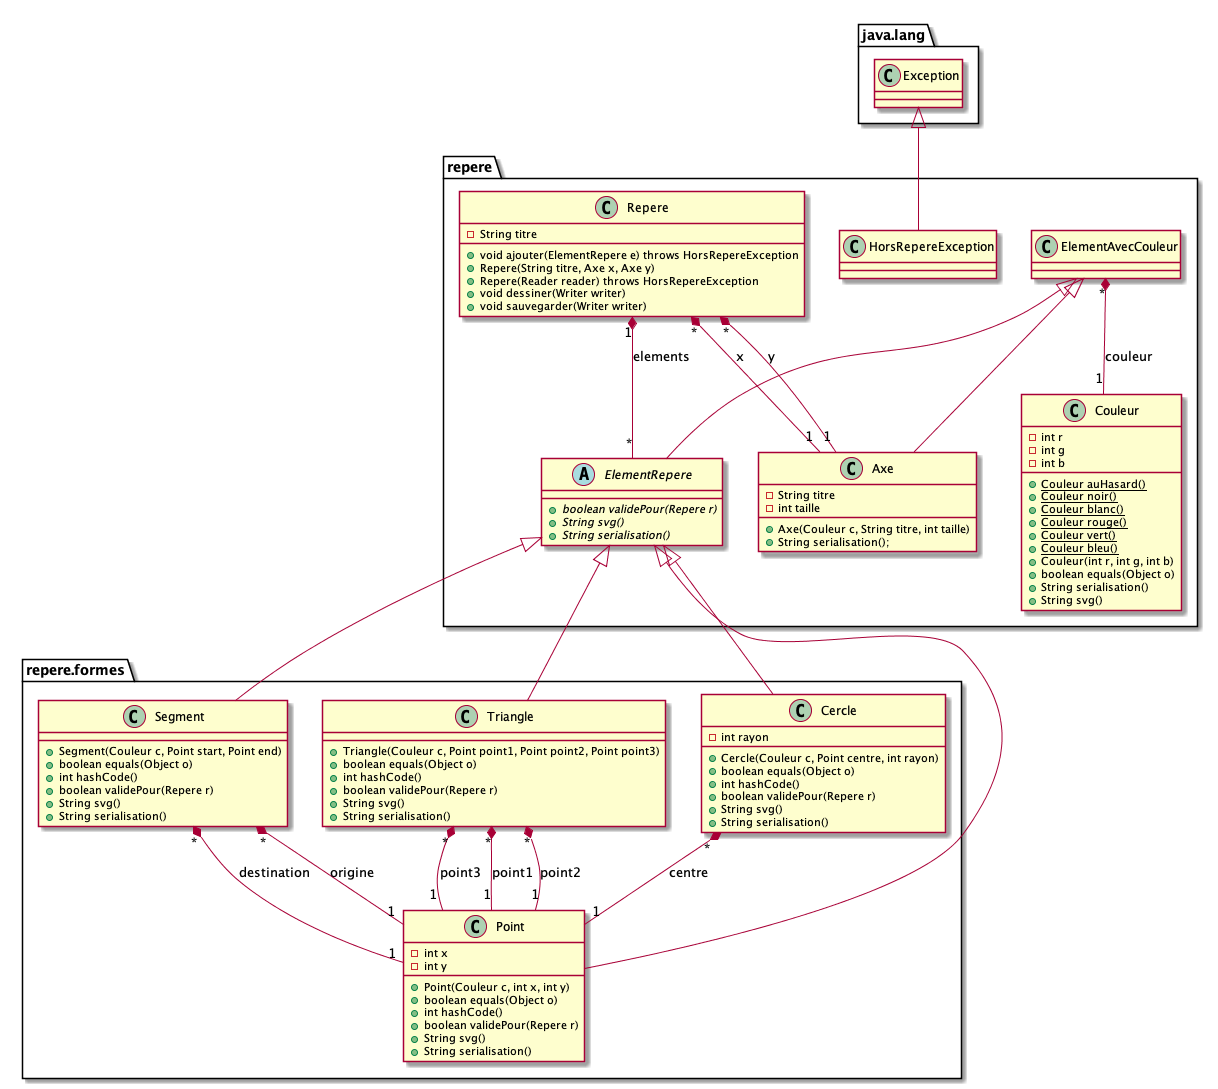 java.lang
C Exception
repere
C Repere
String titre
void ajouter(ElementRepere e) throws HorsRepereException
Repere(String titre, Axe x, Axe y)
Repere(Reader reader) throws HorsRepereException
void dessiner(Writer writer)
void sauvegarder(Writer writer)
C HorsRepereException
C ElementAvecCouleur
1
*
*
*
elements
x
y
couleur
*
1
1
1
A ElementRepere
boolean validePour(Repere r)
String svg()
String serialisation()
C Axe
String titre
int taille
Axe(Couleur c, String titre, int taille)
String serialisation();
C Couleur
int r
int g
int b
Couleur auHasard()
Couleur noir()
Couleur blanc()
Couleur rouge()
Couleur vert()
Couleur bleu()
Couleur(int r, int g, int b)
boolean equals(Object o)
String serialisation()
String svg()
repere.formes
C Segment
Segment(Couleur c, Point start, Point end)
boolean equals(Object o)
int hashCode()
boolean validePour(Repere r)
String svg()
String serialisation()
C Triangle
Triangle(Couleur c, Point point1, Point point2, Point point3)
boolean equals(Object o)
int hashCode()
boolean validePour(Repere r)
String svg()
String serialisation()
C Cercle
int rayon
Cercle(Couleur c, Point centre, int rayon)
boolean equals(Object o)
int hashCode()
boolean validePour(Repere r)
String svg()
String serialisation()
*
*
*
*
*
*
destination
origine
point3
point1
point2
centre
1
1
1
1
1
1
C Point
int x
int y
Point(Couleur c, int x, int y)
boolean equals(Object o)
int hashCode()
boolean validePour(Repere r)
String svg()
String serialisation()